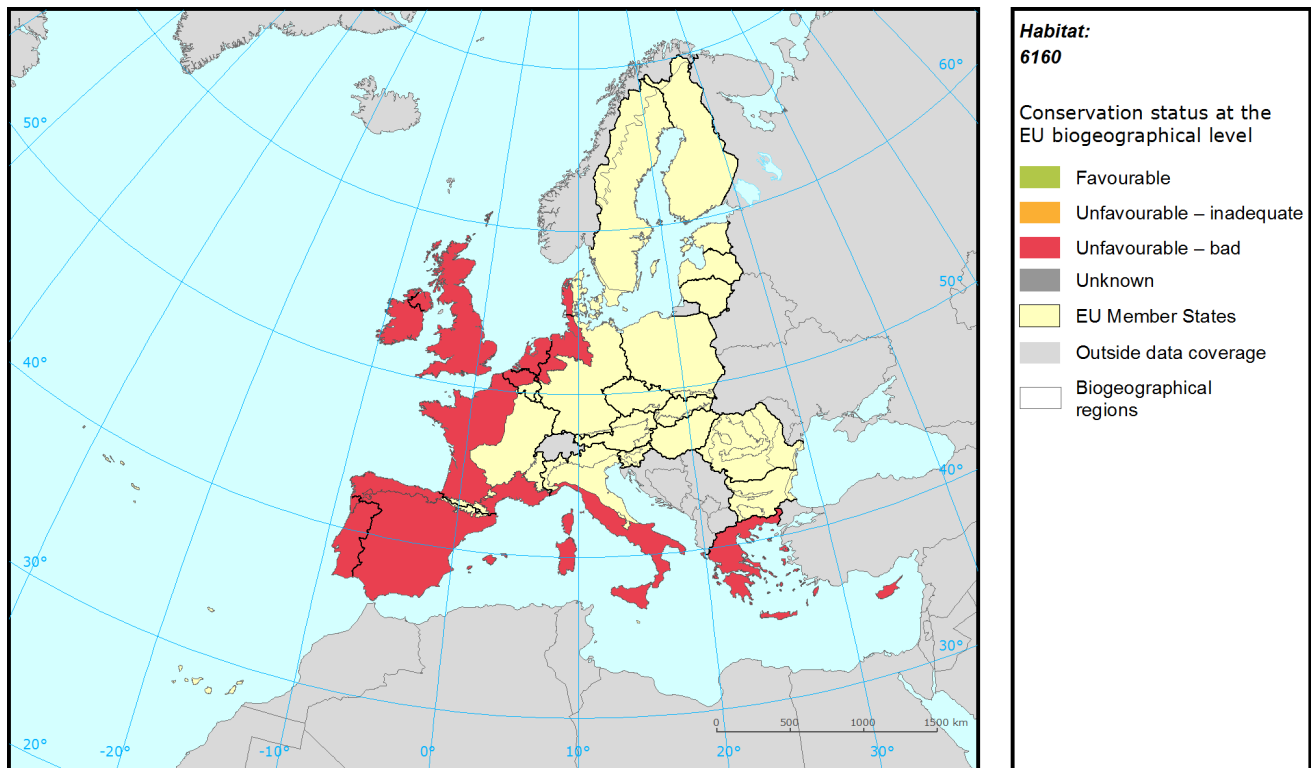 Habitat:
6160
Conservation status at the
EU biogeographical level
Favourable
Unfavourable – inadequate
Unfavourable – bad
Unknown
EU Member States
Outside data coverage
Biogeographical
regions
60°
50°
50°
40°
40°
30°
30°
0 500 1000 1500 km
20° -20° -10° 0° 10° 20° 30°